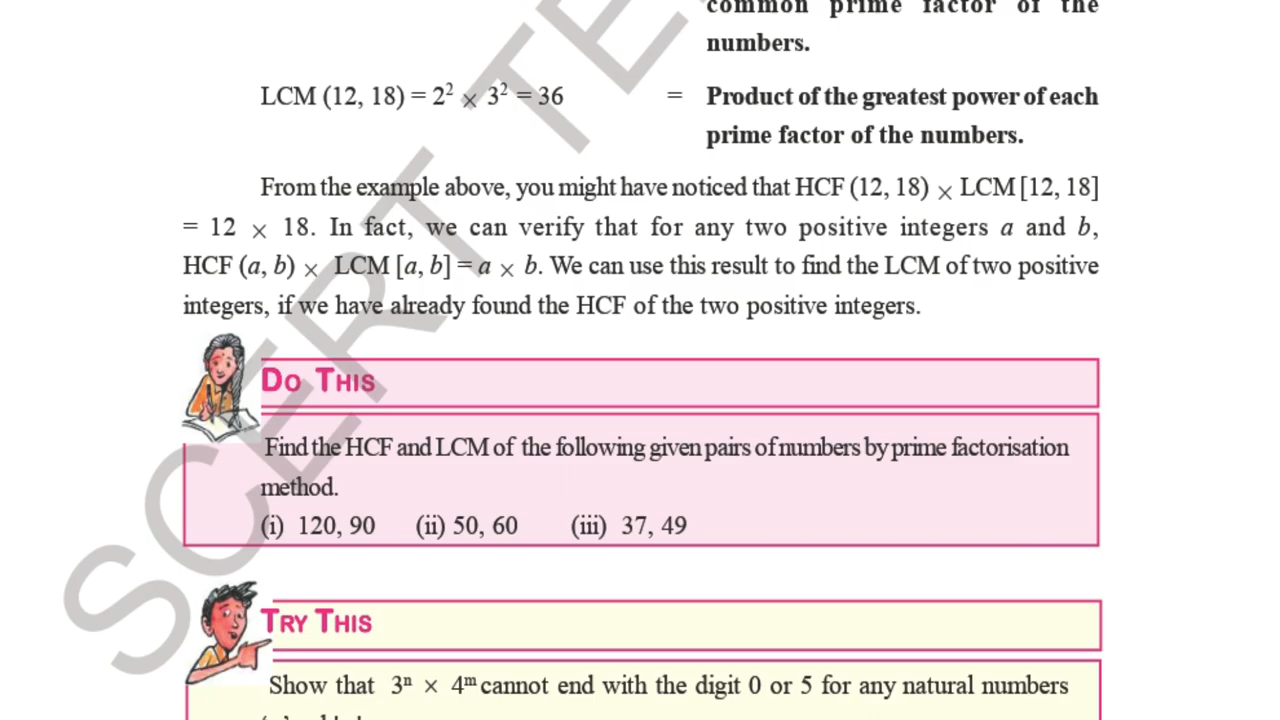 common prime factor of the
numbers.
LCM (12, 18) = 2² × 3² = 36 = Product of the greatest power of each
prime factor of the numbers.
From the example above, you might have noticed that HCF (12, 18) × LCM [12, 18]
= 12 × 18. In fact, we can verify that for any two positive integers a and b,
HCF (a, b) × LCM [a, b] = a × b. We can use this result to find the LCM of two positive
integers, if we have already found the HCF of the two positive integers.
DO THIS
Find the HCF and LCM of the following given pairs of numbers by prime factorisation
method.
(i) 120, 90 (ii) 50, 60 (iii) 37, 49
TRY THIS
Show that 3ⁿ × 4ᵐ cannot end with the digit 0 or 5 for any natural numbers
SCERT TE